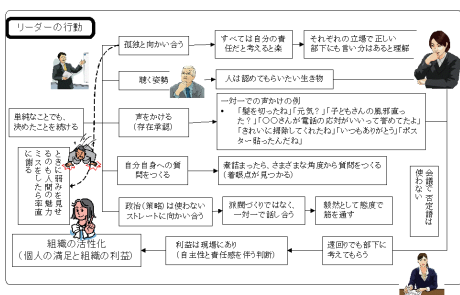 リーダーの行動
孤独と向かい合う
すべては自分の責
任だと考えると楽
それぞれの立場で正しい
部下にも言い分はあると理解
聴く姿勢
人は認めてもらいたい生き物
単純なことでも、
決めたことを続ける
声をかける
(存在承認)
一対一での声かけの例
「髪を切ったね」「元気?」「子どもさんの風邪直っ
た?」「〇〇さんが電話の応対がいいって誉めてたよ」
「きれいに掃除してくれたね」「いつもありがとう」「ポス
ター貼ったんだね」
自分自身への質
問をつくる
煮詰まったら、さまざまな角度から質問をつくる
(着眼点が見つかる)
ときに弱みを見せ
るのも人間の魅力
ミスをしたら率直
に謝る
会議で否定語は
使わない
政治(策略)は使わない
ストレートに向かい合う
派閥づくりではなく、
一対一で話し合う
毅然として態度で
筋を通す
組織の活性化
(個人の満足と組織の利益)
利益は現場にあり
(自主性と責任感を伴う判断)
遠回りでも部下に
考えてもらう